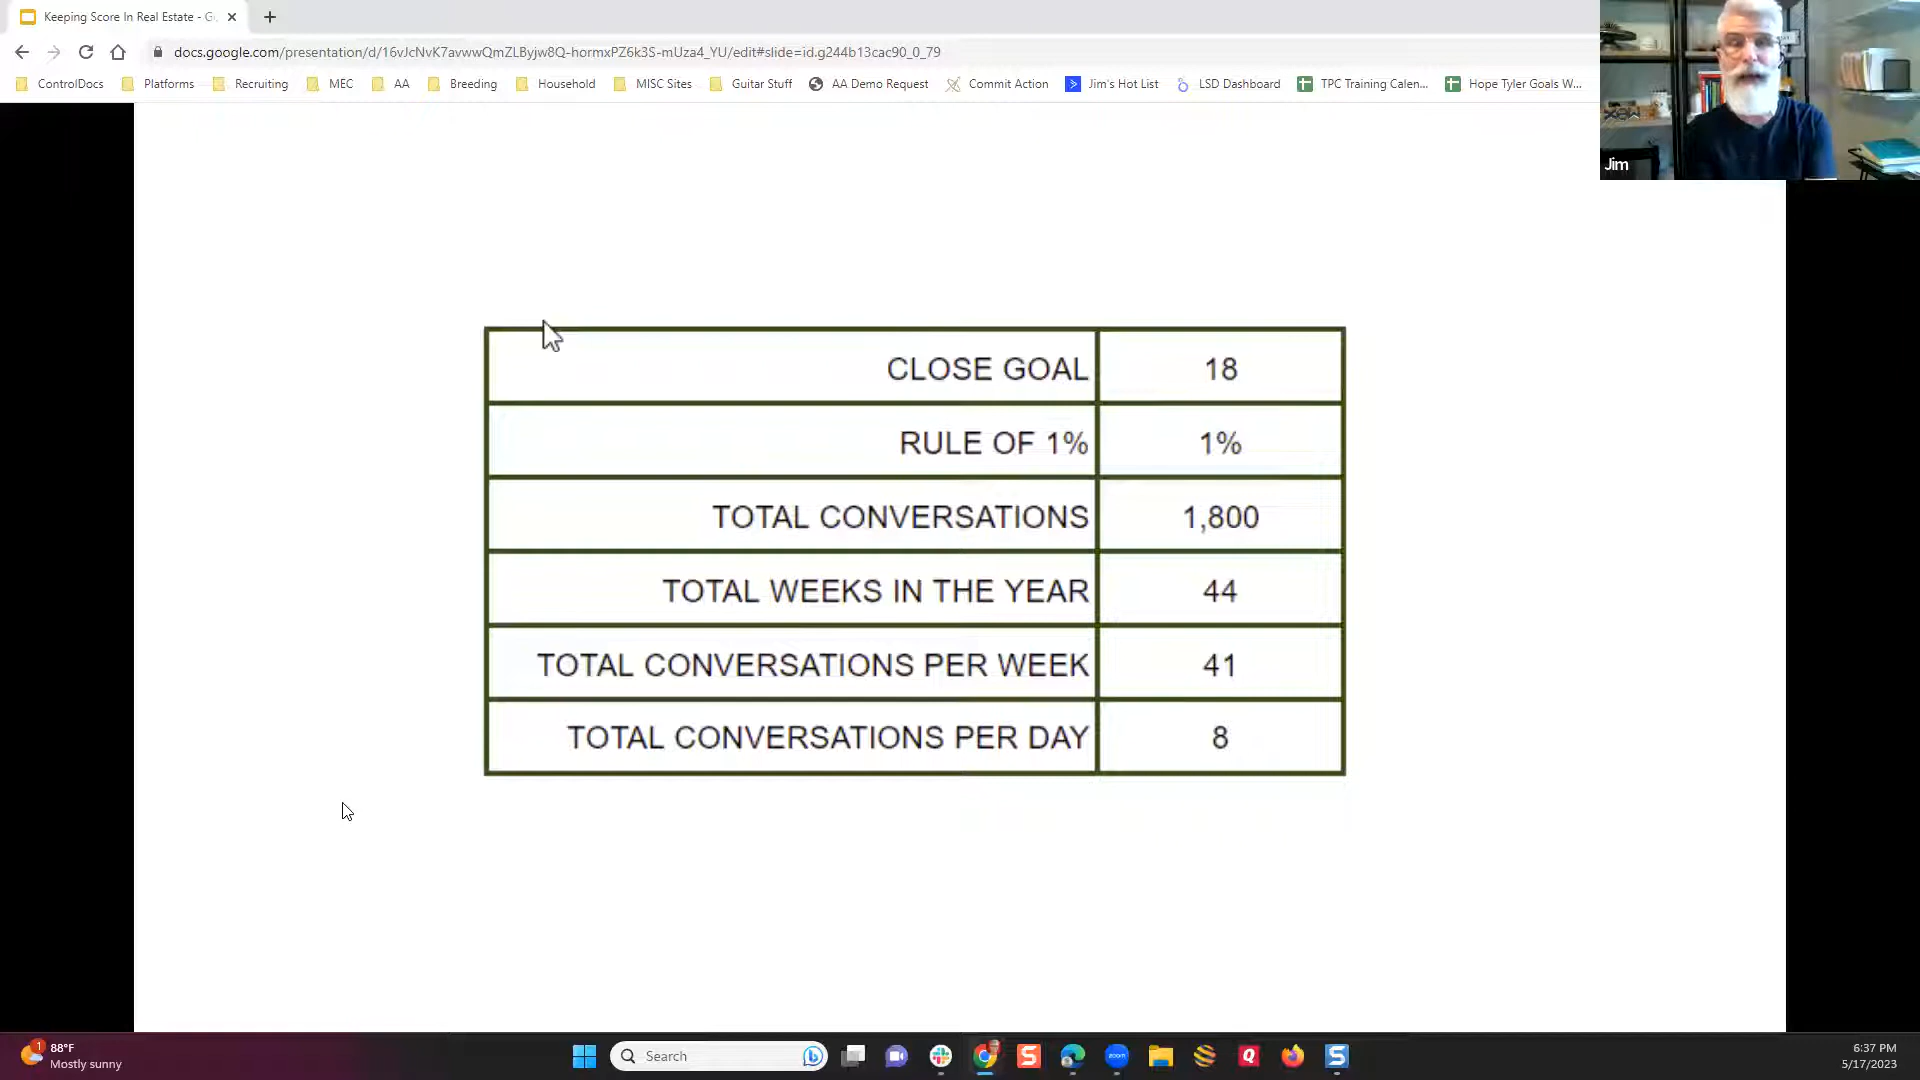 Keeping Score In Real Estate - G
docs.google.com/presentation/d/16vJcNvK7avwwQmZLByjw8Q-hormxPZ6k3S-mUza4_YU/edit#slide=id.g244b13cac90_0_79
ControlDocs Platforms Recruiting MEC AA Breeding Household MISC Sites Guitar Stuff AA Demo Request Commit Action Jim's Hot List LSD Dashboard TPC Training Calen... Hope Tyler Goals W...
Jim
CLOSE GOAL 18
RULE OF 1% 1%
TOTAL CONVERSATIONS 1,800
TOTAL WEEKS IN THE YEAR 44
TOTAL CONVERSATIONS PER WEEK 41
TOTAL CONVERSATIONS PER DAY 8
1
88°F
Mostly sunny
Search
zoom
6:37 PM
5/17/2023